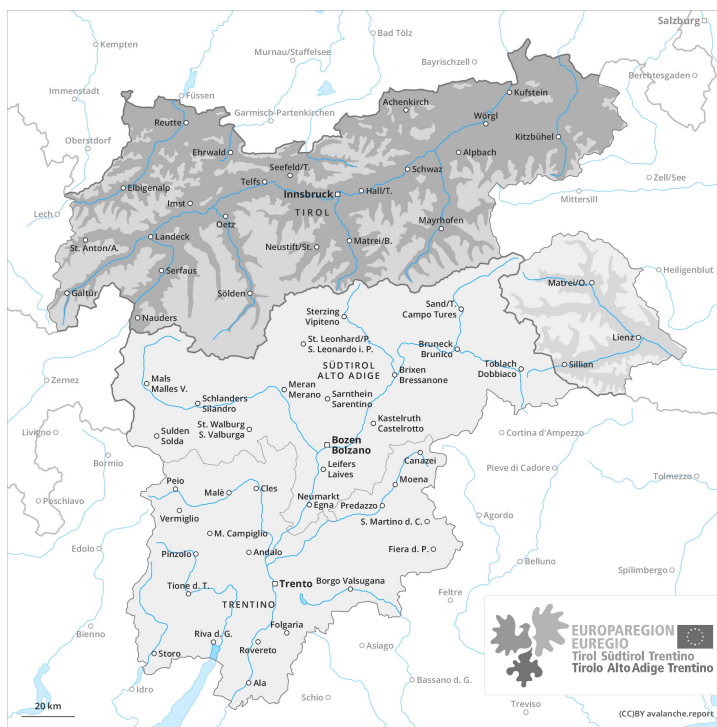 Salzburg
Kempten
Bad Tölz
Murnau/Staffelsee
Bayrischzell
Berchtesgaden
Immenstadt
Füssen
Kufstein
Achenkirch
Garmisch-Partenkirchen
Wörgl
Reutte
Kitzbühel
Oberstdorf
Ehrwald
Alpbach
Seefeld/T.
Schwaz
Zell/See
Telfs
Elbigenalp
Innsbruck
Hall/T.
Mittersill
Imst
TIROL
Lech
Oetz
Mayrhofen
Landeck
St. Anton/A.
Neustift/St.
Matrei/B.
Serfaus
Heiligenblut
Galtür
Sölden
Matrei/O.
Nauders
Sand/T.
Campo Tures
Sterzing
Vipiteno
Lienz
St. Leonhard/P.
S. Leonardo i. P.
Bruneck
Brunico
SÜDTIROL
ALTO ADIGE
Toblach
Dobbiaco
Sillian
Brixen
Bressanone
Zernez
Mals
Malles V.
Meran
Merano
Sarnthein
Sarentino
Schlanders
Silandro
St. Walburg
S. Valburga
Kastelruth
Castelrotto
Livigno
Sulden
Solda
Cortina d'Ampezzo
Bozen
Bolzano
Bormio
Canazei
Leifers
Laives
Pieve di Cadore
Tolmezzo
Peio
Malè
Cles
Moena
Neumarkt
Egna
Predazzo
Poschiavo
Vermiglio
Agordo
S. Martino d. C.
M. Campiglio
Edolo
Pinzolo
Andalo
Fiera d. P.
Belluno
Spilimbergo
Tione d. T.
Trento
Borgo Valsugana
Feltre
TRENTINO
Folgaria
Bienno
Riva d. G.
Rovereto
Asiago
Storo
Bassano d. G.
Idro
Ala
Schio
Treviso
EUROPAREGION
EUREGIO
Tirol Südtirol Trentino
Tirolo Alto Adige Trentino
20 km
(CC)BY avalanche.report